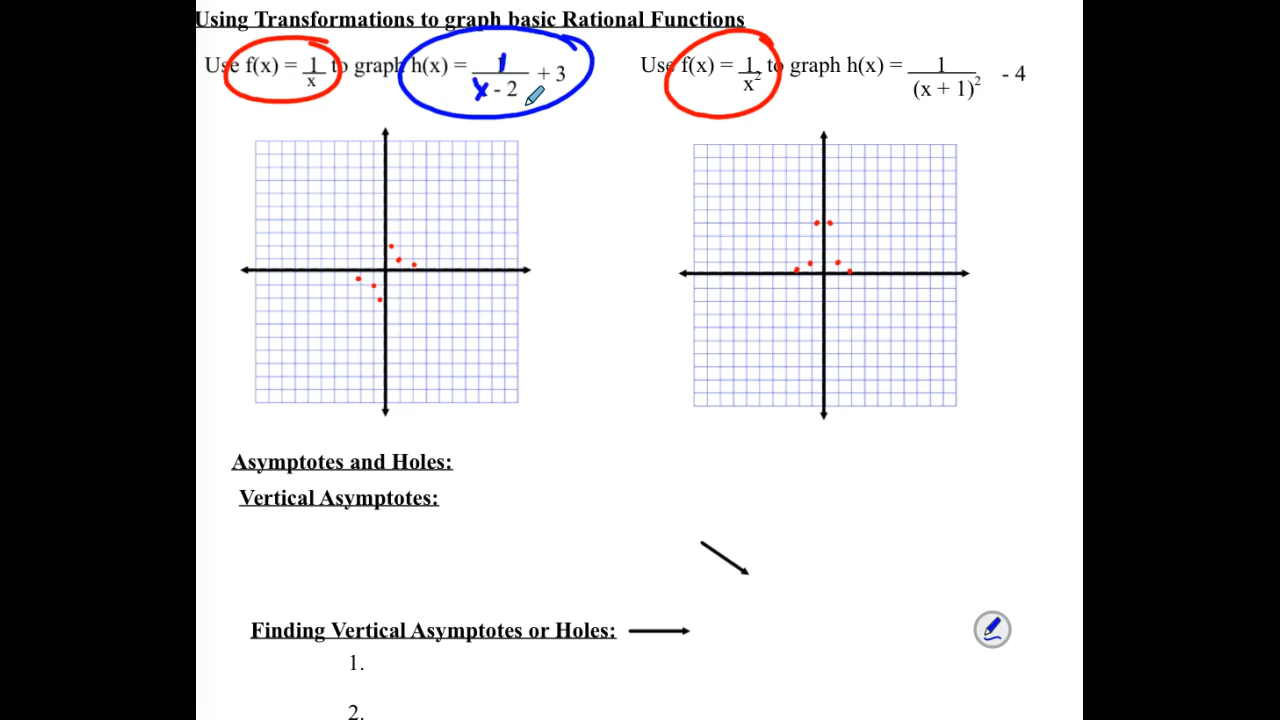 Using Transformations to graph basic Rational Functions
Use f(x) = 1/x to graph h(x) = 1/(x - 2) + 3
Use f(x) = 1/x² to graph h(x) = 1/(x + 1)² - 4
Asymptotes and Holes:
Vertical Asymptotes:
Finding Vertical Asymptotes or Holes:
1.
2.